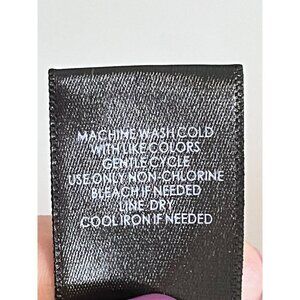 MACHINE WASH COLD
WITH LIKE COLORS
GENTLE CYCLE
USE ONLY NON-CHLORINE
BLEACH IF NEEDED
LINE DRY
COOL IRON IF NEEDED